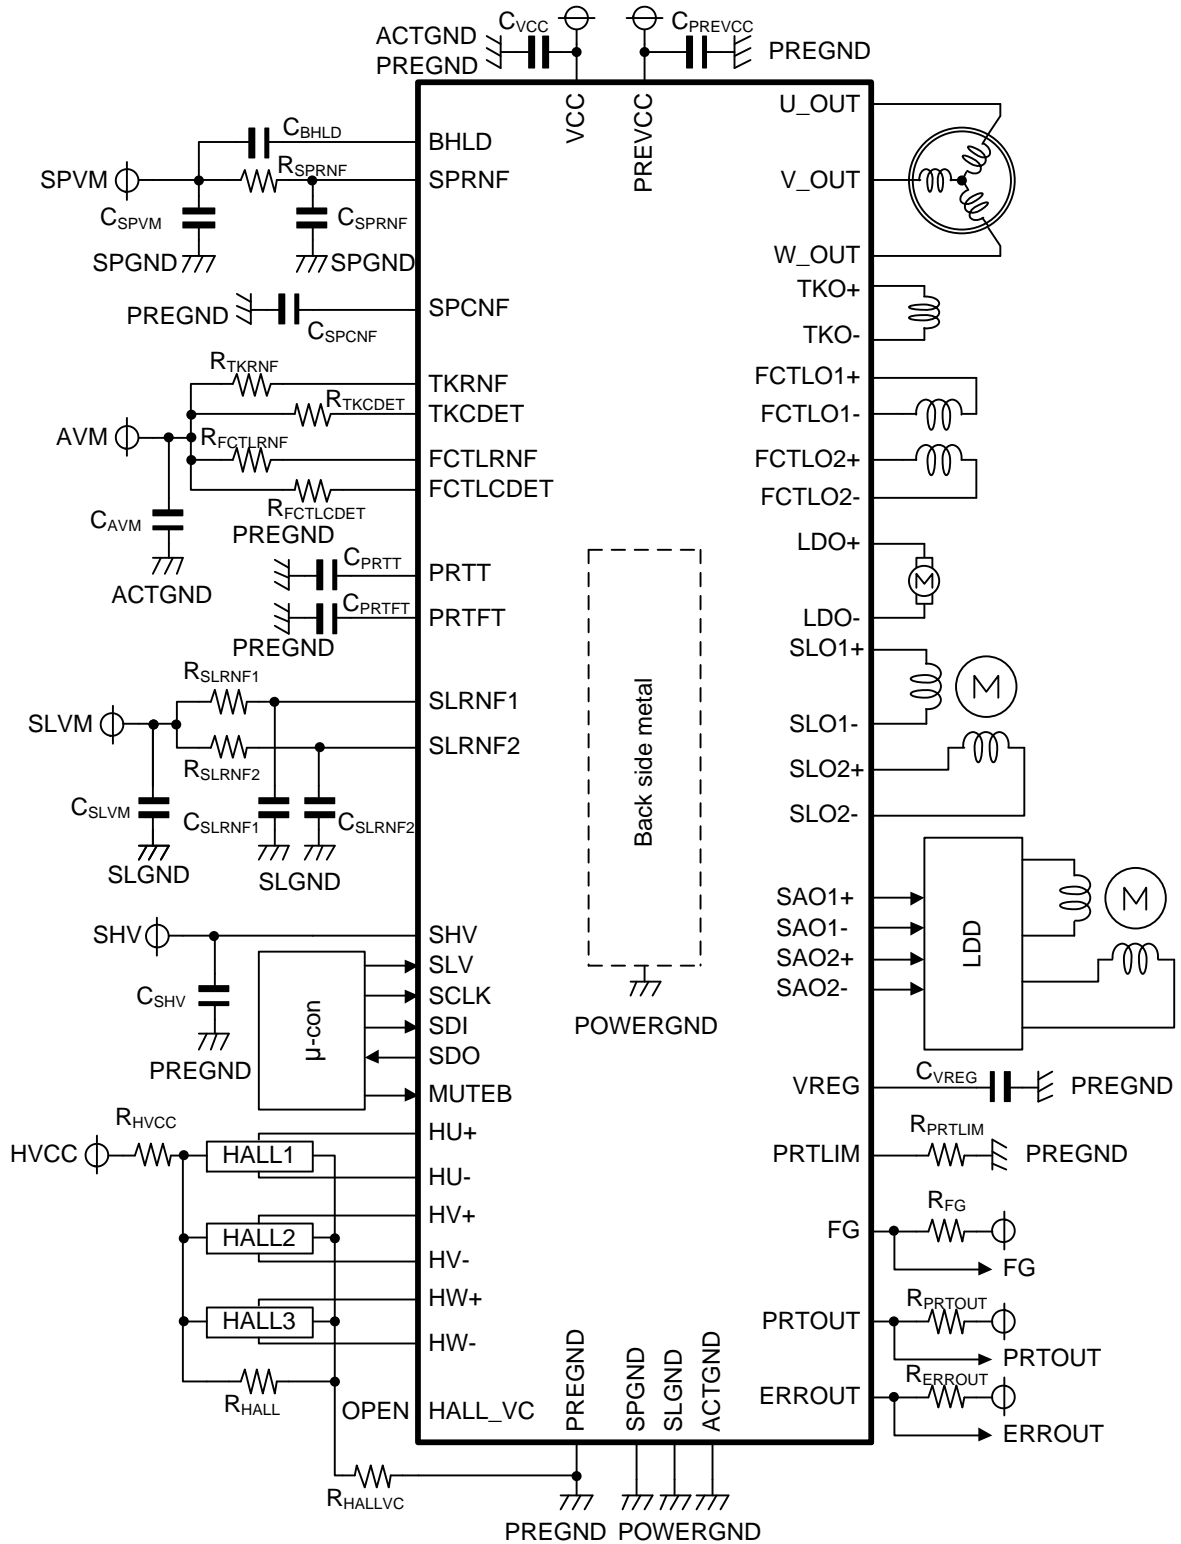 ACTGND
PREGND
CVCC
CPREVCC
PREGND
VCC
PREVCC
CBHLD
BHLD
SPVM
RSPRNF
SPRNF
CSPVM
CSPRNF
SPGND
SPGND
PREGND
CSPCNF
SPCNF
RTKRNF
TKRNF
RTKCDET
TKCDET
AVM
RFCTLRNF
FCTLRNF
FCTLCDET
RFCTLCDET
CAVM
ACTGND
PREGND
CPRTT
PRTT
CPRTFT
PRTFT
PREGND
RSLRNF1
SLRNF1
SLVM
SLRNF2
RSLRNF2
CSLVM
CSLRNF1
CSLRNF2
SLGND
SLGND
SHV
SHV
CSHV
PREGND
μ-con
SLV
SCLK
SDI
SDO
MUTEB
RHVCC
HVCC
HALL1
HU+
HU-
HALL2
HV+
HV-
HALL3
HW+
HW-
RHALL
OPEN
HALL_VC
RHALLVC
Back side metal
POWERGND
PREGND
SPGND
SLGND
ACTGND
PREGND
POWERGND
U_OUT
V_OUT
W_OUT
TKO+
TKO-
FCTLO1+
FCTLO1-
FCTLO2+
FCTLO2-
LDO+
M
LDO-
SLO1+
M
SLO1-
SLO2+
SLO2-
SAO1+
SAO1-
SAO2+
SAO2-
LDD
M
VREG
CVREG
PREGND
PRTLIM
RPRTLIM
PREGND
FG
RFG
FG
PRTOUT
RPRTOUT
PRTOUT
ERROUT
RERROUT
ERROUT